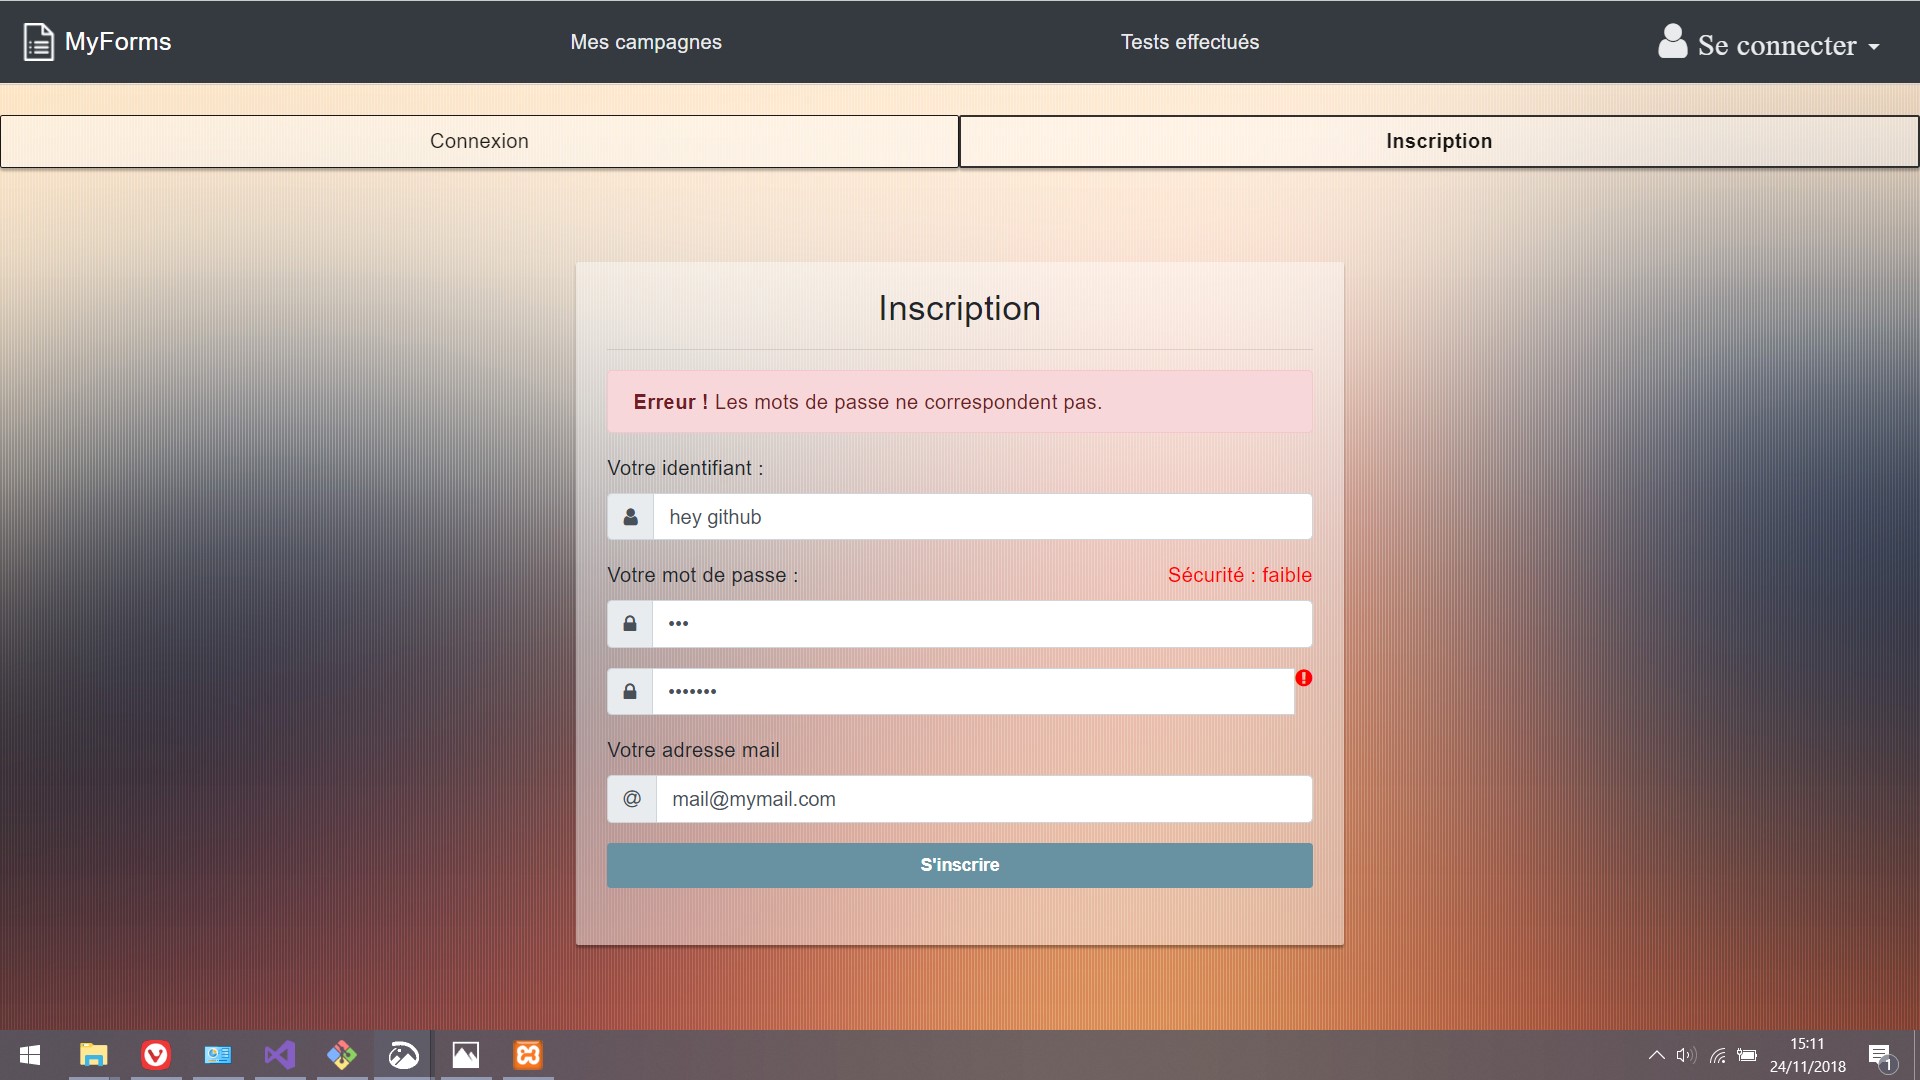 MyForms
Mes campagnes
Tests effectués
Se connecter
Connexion
Inscription
Inscription
Erreur ! Les mots de passe ne correspondent pas.
Votre identifiant :
hey github
Votre mot de passe :
Sécurité : faible
•••
•••••••
Votre adresse mail
@ mail@mymail.com
S'inscrire
15:11
24/11/2018
1